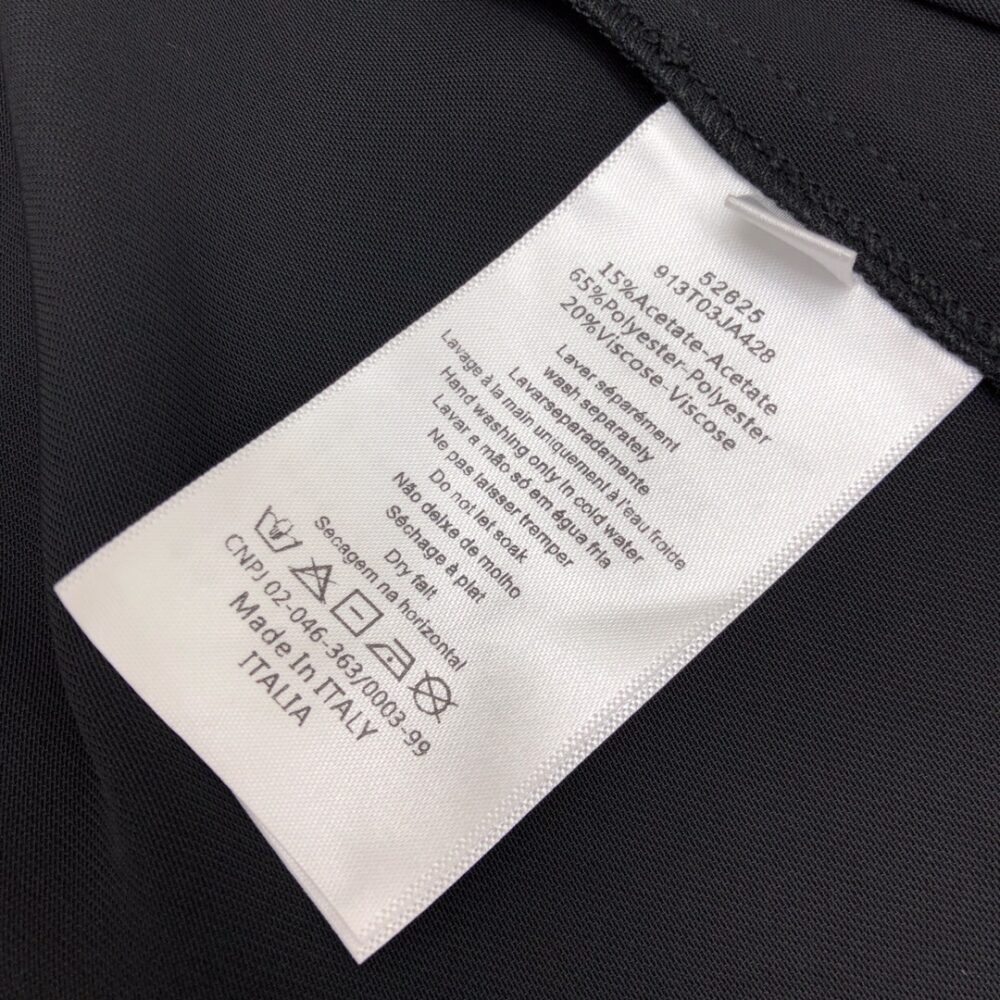 52625
913T03JA428
15%Acetate-Acetate
65%Polyester-Polyester
20%Viscose-Viscose
Laver séparément
wash separately
Lavarseparadamente
Lavage à la main uniquement à l'eau froide
Hand washing only in cold water
Lavar a mão só em água fria
Ne pas laisser tremper
Do not let soak
Não deixe de molho
Séchage à plat
Dry falt
Secagem na horizontal
CNPJ 02-046-363/0003-99
Made In ITALY
ITALIA